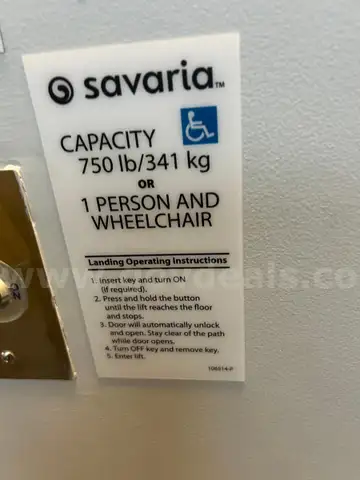 savaria™
CAPACITY
750 lb/341 kg
OR
1 PERSON AND
WHEELCHAIR
Landing Operating Instructions
1. Insert key and turn ON
(if required).
2. Press and hold the button
until the lift reaches the floor
and stops.
3. Door will automatically unlock
and open. Stay clear of the path
while door opens.
4. Turn OFF key and remove key.
5. Enter lift.
106014-P